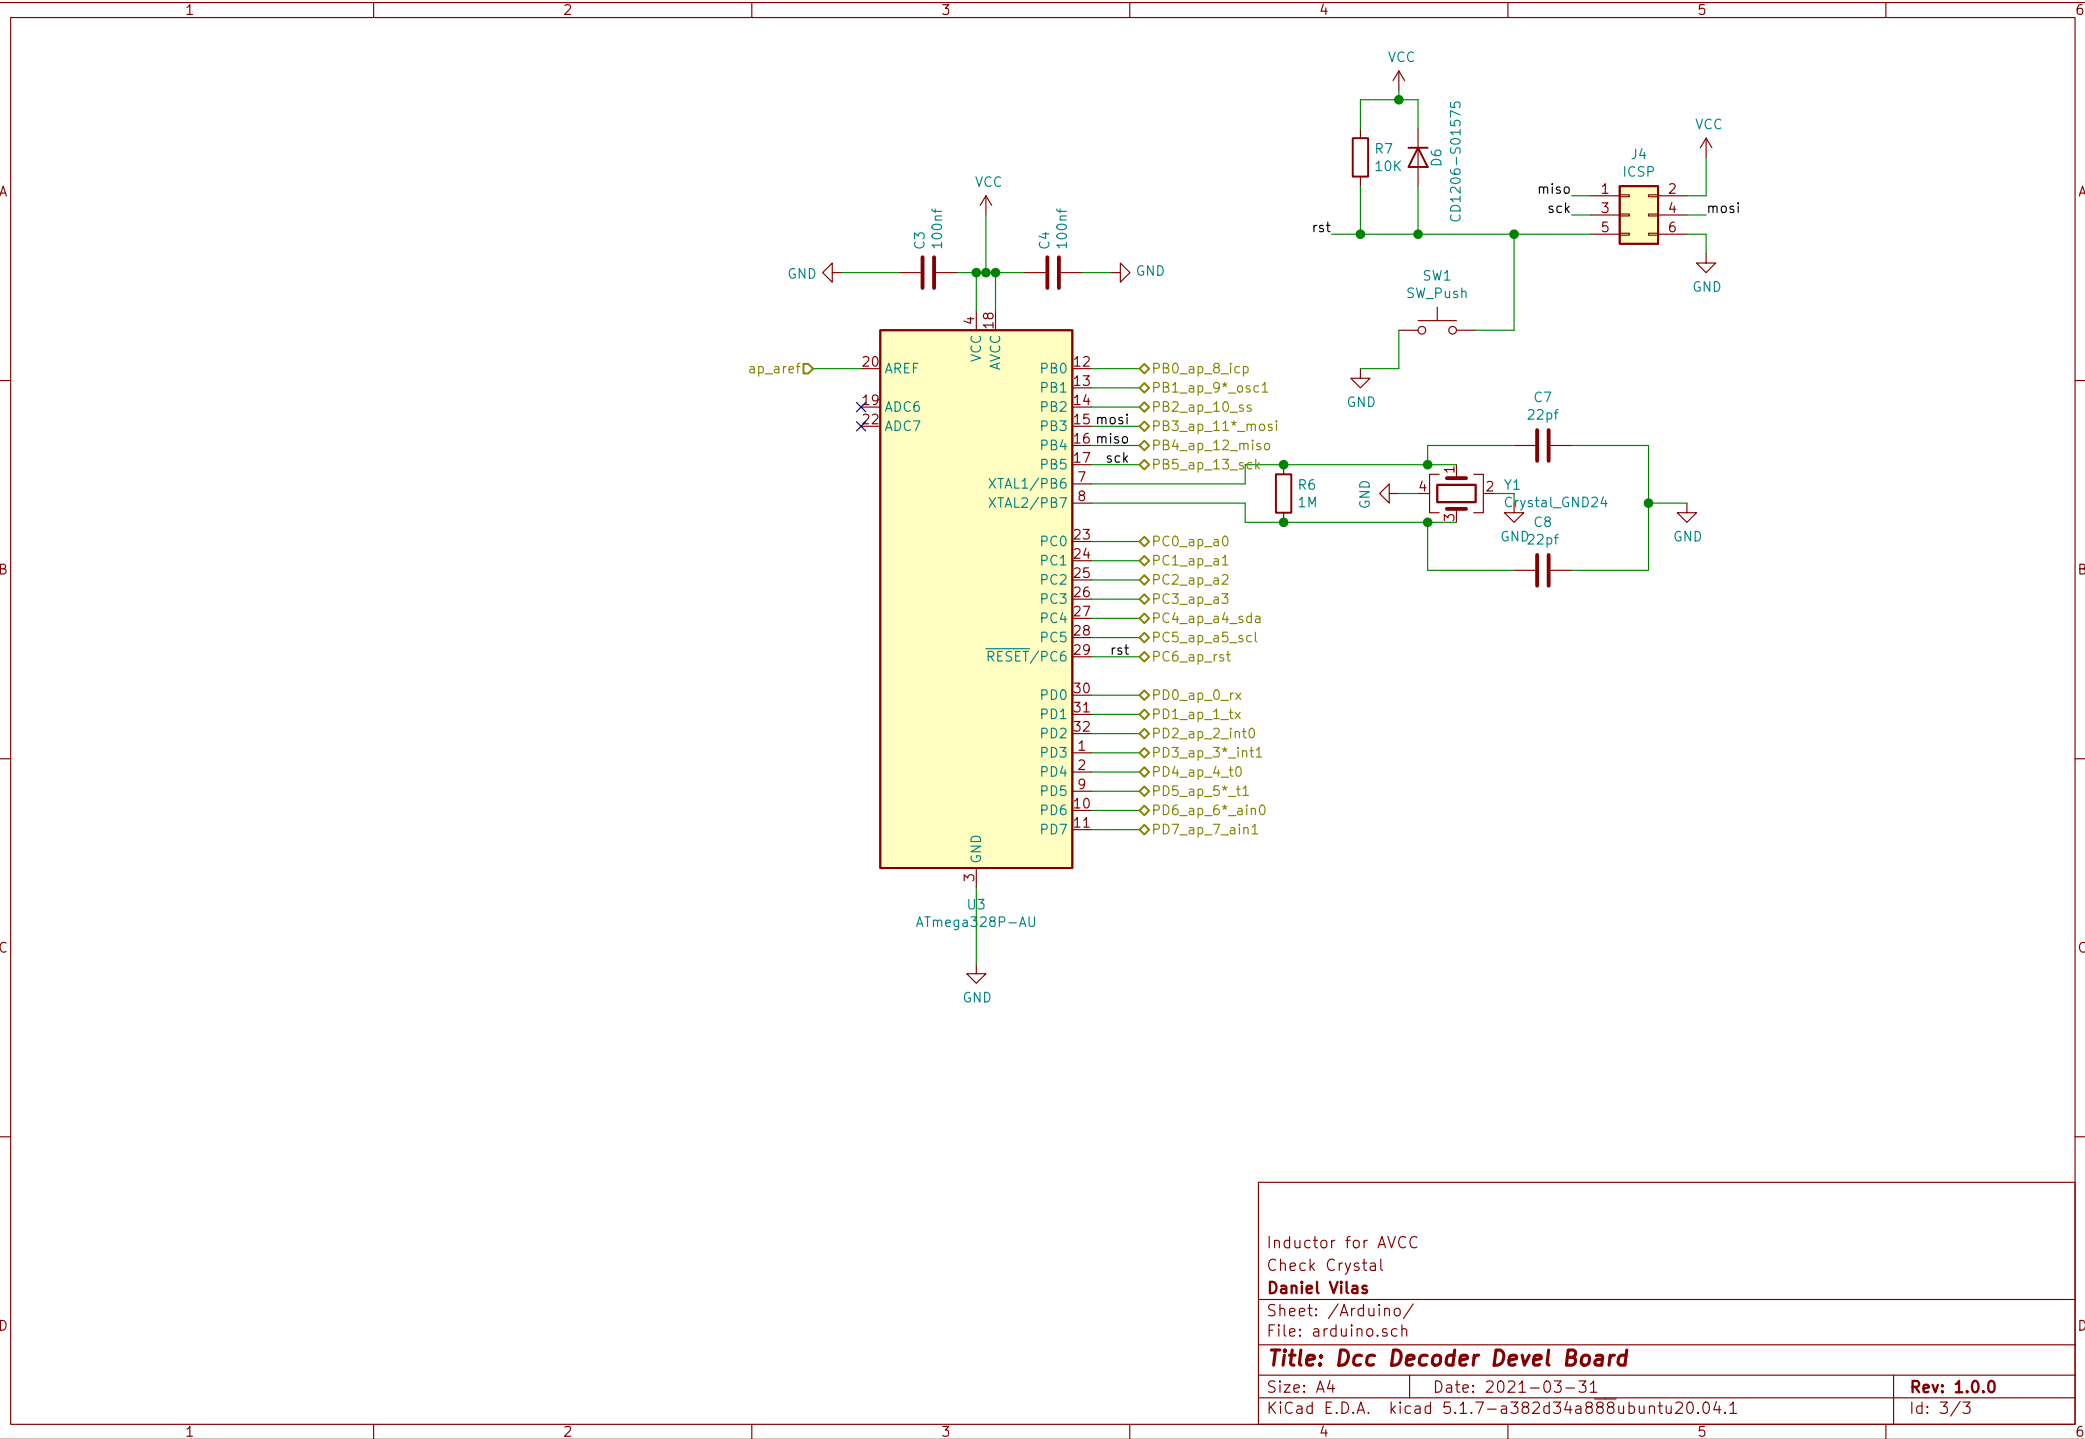 1 2 3 4 5 6
A A
B B
C C
D D
VCC
R7
10K
D6
CD1206-S01575
rst
VCC
J4
ICSP
miso 1 2
sck 3 4 mosi
5 6
GND
SW1
SW_Push
GND
VCC
C3
100nf
C4
100nf
GND
GND
4
18
VCC
AVCC
ap_aref 20 AREF
19 ADC6
22 ADC7
PB0 12 PB0_ap_8_icp
PB1 13 PB1_ap_9*_osc1
PB2 14 PB2_ap_10_ss
PB3 15 mosi PB3_ap_11*_mosi
PB4 16 miso PB4_ap_12_miso
PB5 17 sck PB5_ap_13_sck
XTAL1/PB6 7
XTAL2/PB7 8
PC0 23 PC0_ap_a0
PC1 24 PC1_ap_a1
PC2 25 PC2_ap_a2
PC3 26 PC3_ap_a3
PC4 27 PC4_ap_a4_sda
PC5 28 PC5_ap_a5_scl
RESET/PC6 29 rst PC6_ap_rst
PD0 30 PD0_ap_0_rx
PD1 31 PD1_ap_1_tx
PD2 32 PD2_ap_2_int0
PD3 1 PD3_ap_3*_int1
PD4 2 PD4_ap_4_t0
PD5 9 PD5_ap_5*_t1
PD6 10 PD6_ap_6*_ain0
PD7 11 PD7_ap_7_ain1
GND
3
U3
ATmega328P-AU
GND
R6
1M
GND
4
1
2
3
Y1
Crystal_GND24
GND
C7
22pf
C8
22pf
GND
Inductor for AVCC
Check Crystal
Daniel Vilas
Sheet: /Arduino/
File: arduino.sch
Title: Dcc Decoder Devel Board
Size: A4 Date: 2021-03-31 Rev: 1.0.0
KiCad E.D.A. kicad 5.1.7-a382d34a888ubuntu20.04.1 Id: 3/3
1 2 3 4 5 6